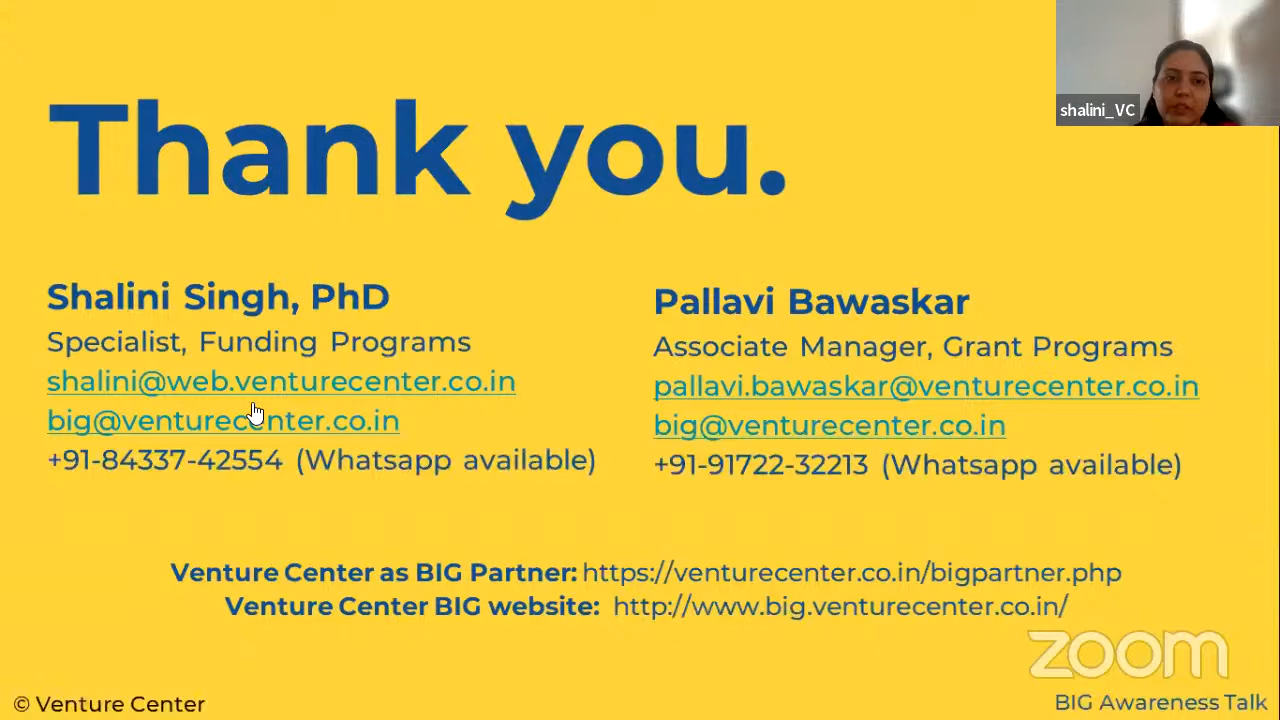 shalini_VC
Thank you.
Shalini Singh, PhD
Specialist, Funding Programs
shalini@web.venturecenter.co.in
big@venturecenter.co.in
+91-84337-42554 (Whatsapp available)
Pallavi Bawaskar
Associate Manager, Grant Programs
pallavi.bawaskar@venturecenter.co.in
big@venturecenter.co.in
+91-91722-32213 (Whatsapp available)
Venture Center as BIG Partner: https://venturecenter.co.in/bigpartner.php
Venture Center BIG website: http://www.big.venturecenter.co.in/
zoom
© Venture Center
BIG Awareness Talk